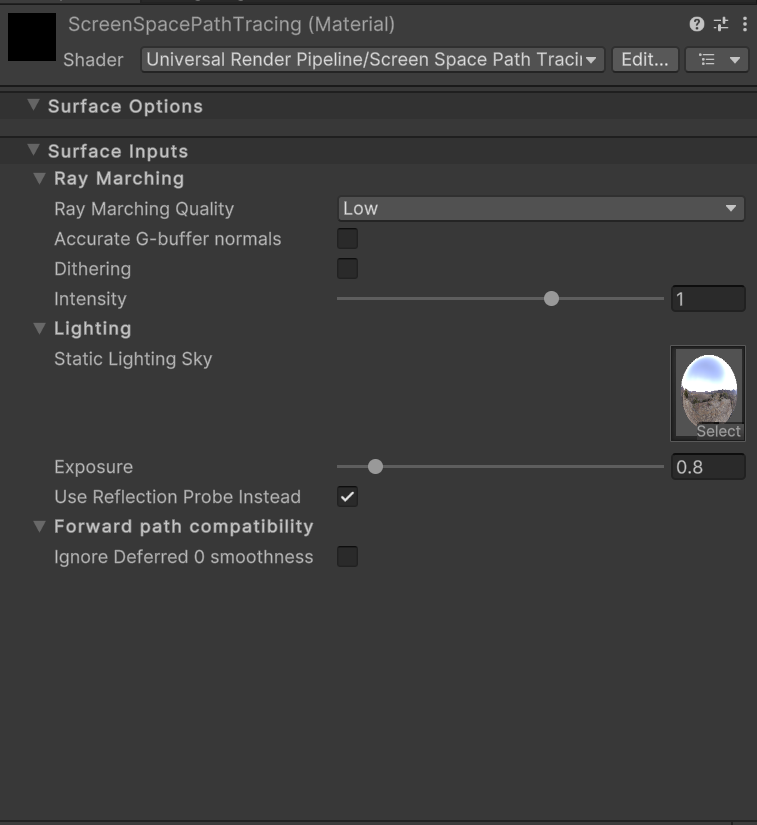 ScreenSpacePathTracing (Material)
Shader Universal Render Pipeline/Screen Space Path Traci Edit...
Surface Options
Surface Inputs
Ray Marching
Ray Marching Quality Low
Accurate G-buffer normals
Dithering
Intensity 1
Lighting
Static Lighting Sky
Select
Exposure 0.8
Use Reflection Probe Instead
Forward path compatibility
Ignore Deferred 0 smoothness